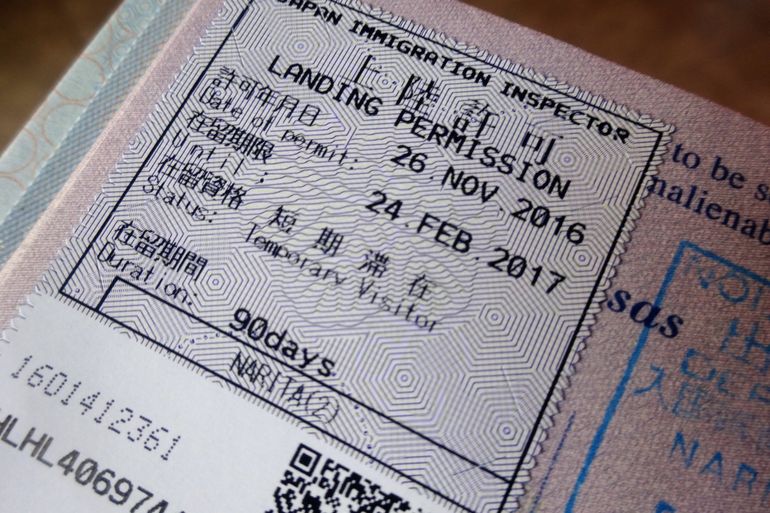 JAPAN IMMIGRATION INSPECTOR
上陸許可
LANDING PERMISSION
許可年月日
Date of permit: 26.NOV.2016
在留期限
Until: 24.FEB.2017
在留資格 短期滞在
Status: Temporary Visitor
在留期間
Duration: 90days
NARITA(2)
1601412361
HLHL40697A
to be
sas
NAR